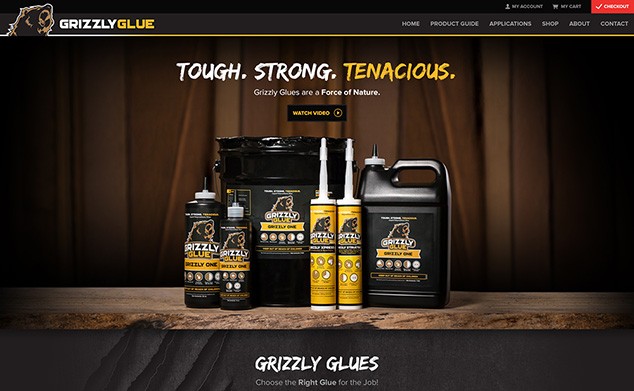 MY ACCOUNT
MY CART
CHECKOUT
GRIZZLYGLUE
HOME PRODUCT GUIDE APPLICATIONS SHOP ABOUT CONTACT
TOUGH. STRONG. TENACIOUS.
Grizzly Glues are a Force of Nature.
WATCH VIDEO
TOUGH. STRONG. TENACIOUS.
GRIZZLY
GLUE
GRIZZLY ONE
GRIZZLY
GLUE
GRIZZLY ONE
GRIZZLY
GLUE
GRIZZLY ONE
GRIZZLY
GLUE
GRIZZLY
GLUE
GRIZZLY
GLUE
GRIZZLY ONE
GRIZZLY GLUES
Choose the Right Glue for the Job!